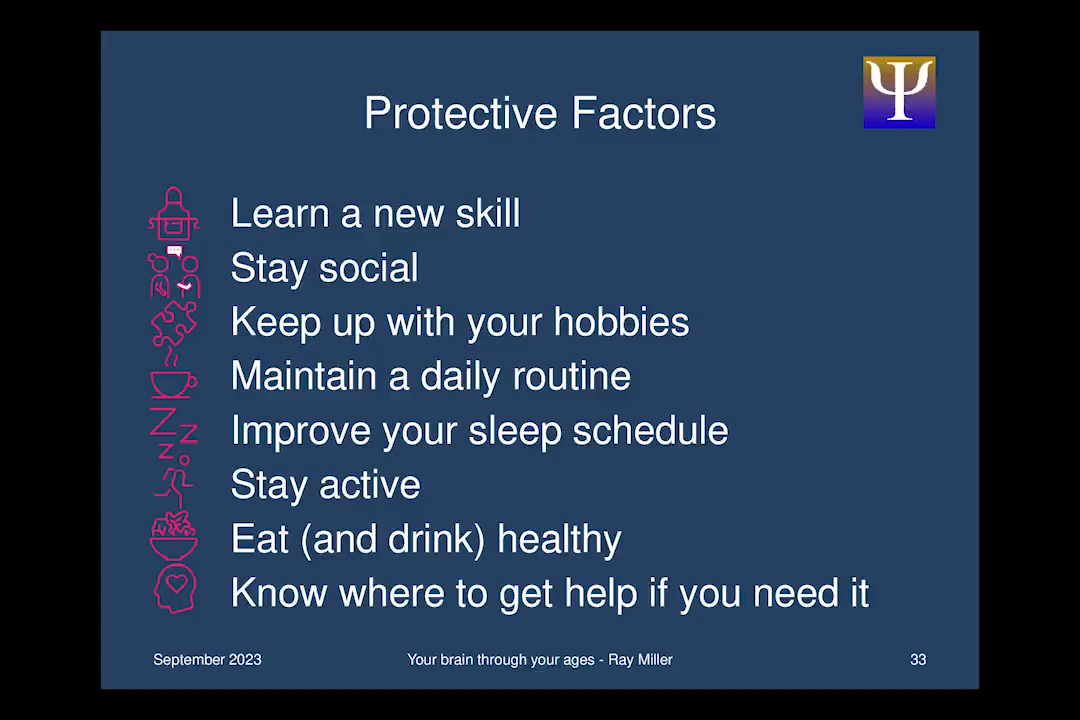 Protective Factors
Ψ
Learn a new skill
Stay social
Keep up with your hobbies
Maintain a daily routine
Improve your sleep schedule
Stay active
Eat (and drink) healthy
Know where to get help if you need it
September 2023
Your brain through your ages - Ray Miller
33